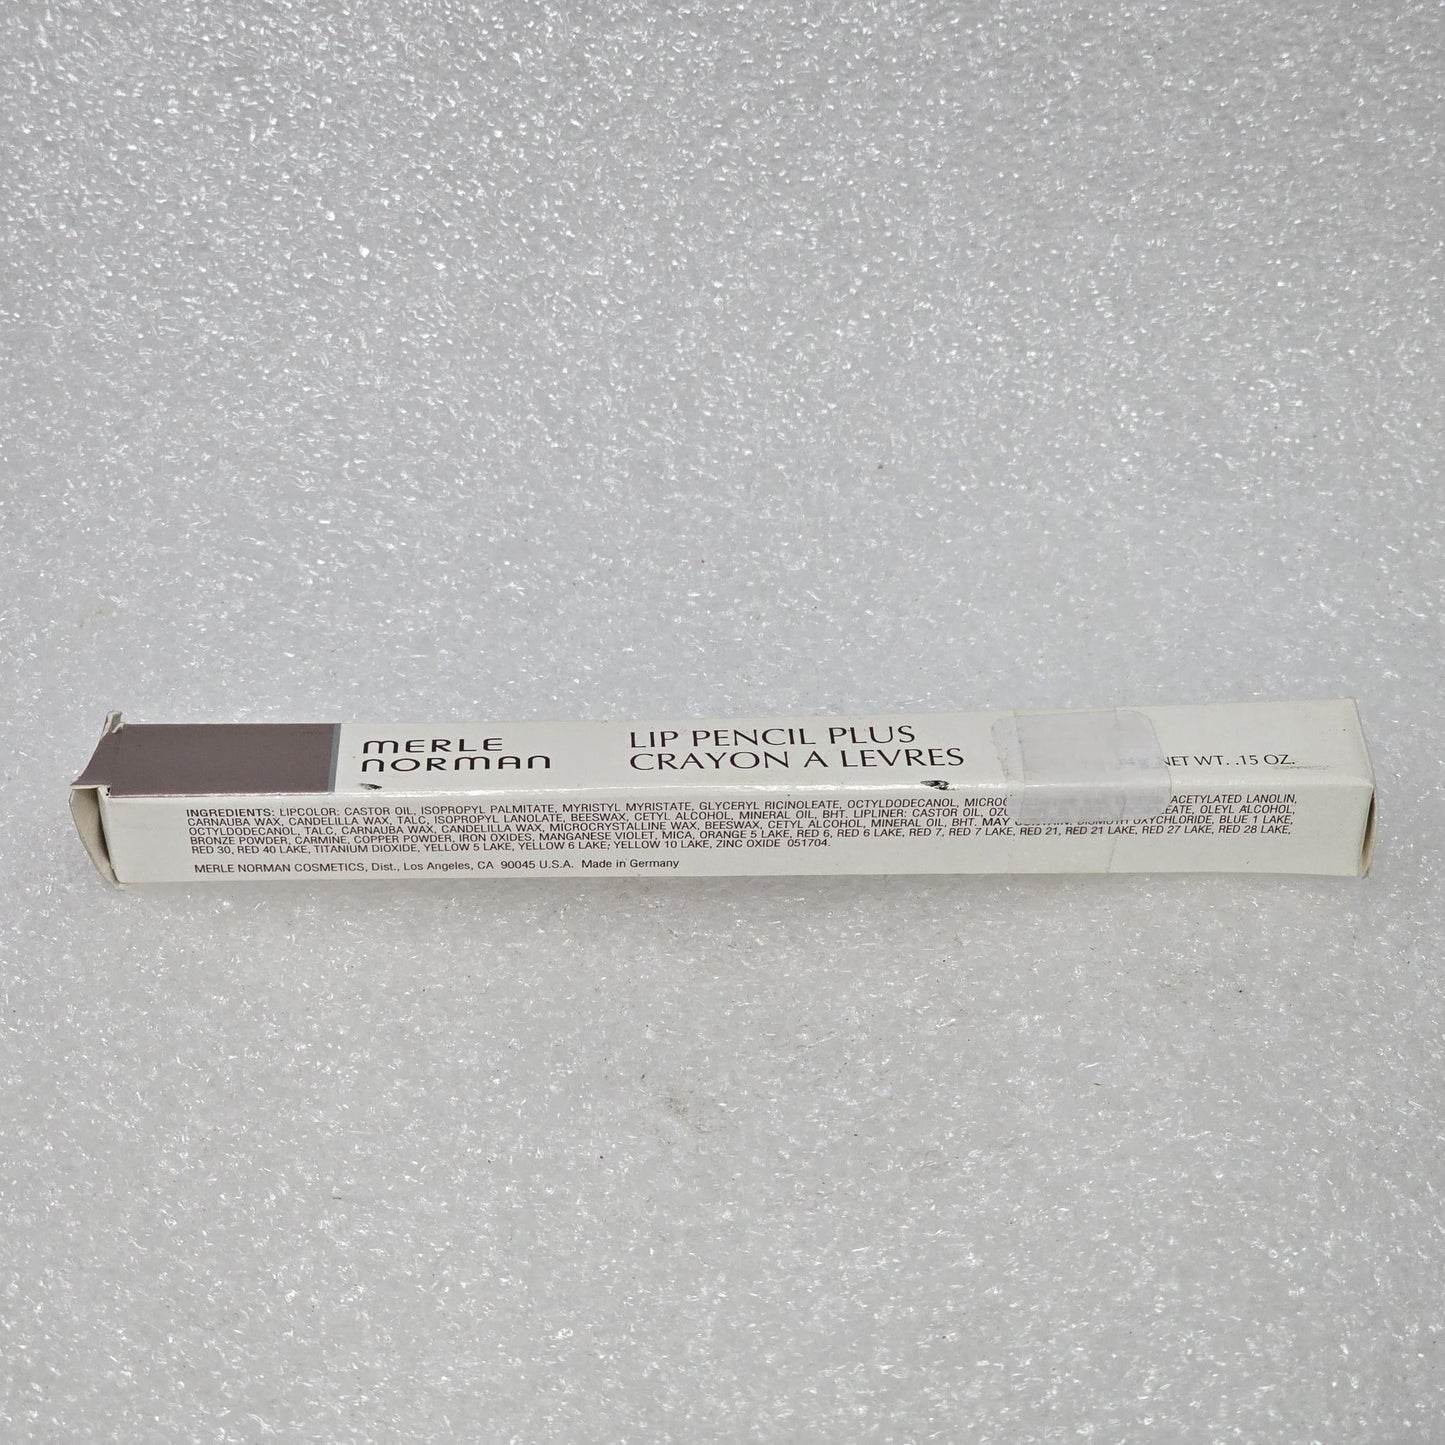 MERLE
NORMAN
LIP PENCIL PLUS
CRAYON A LEVRES
NET WT. .15 OZ.
INGREDIENTS: LIPCOLOR: CASTOR OIL, ISOPROPYL PALMITATE, MYRISTYL MYRISTATE, GLYCERYL RICINOLEATE, OCTYLDODECANOL, ACETYLATED LANOLIN,
CARNAUBA WAX, CANDELILLA WAX, TALC, ISOPROPYL LANOLATE, BEESWAX, CETYL ALCOHOL, MINERAL OIL, BHT. LIPLINER: CASTOR OIL, OLEYL ALCOHOL,
OCTYLDODECANOL, TALC, CARNAUBA WAX, CANDELILLA WAX, MICROCRYSTALLINE WAX, BEESWAX, CETYL ALCOHOL, MINERAL OIL, BHT. MAY CONTAIN: BISMUTH OXYCHLORIDE, BLUE 1 LAKE,
BRONZE POWDER, CARMINE, COPPER POWDER, IRON OXIDES, MANGANESE VIOLET, MICA, ORANGE 5 LAKE, RED 6, RED 6 LAKE, RED 7, RED 7 LAKE, RED 21, RED 21 LAKE, RED 27 LAKE, RED 28 LAKE,
RED 30, RED 40 LAKE, TITANIUM DIOXIDE, YELLOW 5 LAKE, YELLOW 6 LAKE; YELLOW 10 LAKE, ZINC OXIDE 051704.
MERLE NORMAN COSMETICS, Dist., Los Angeles, CA 90045 U.S.A. Made in Germany